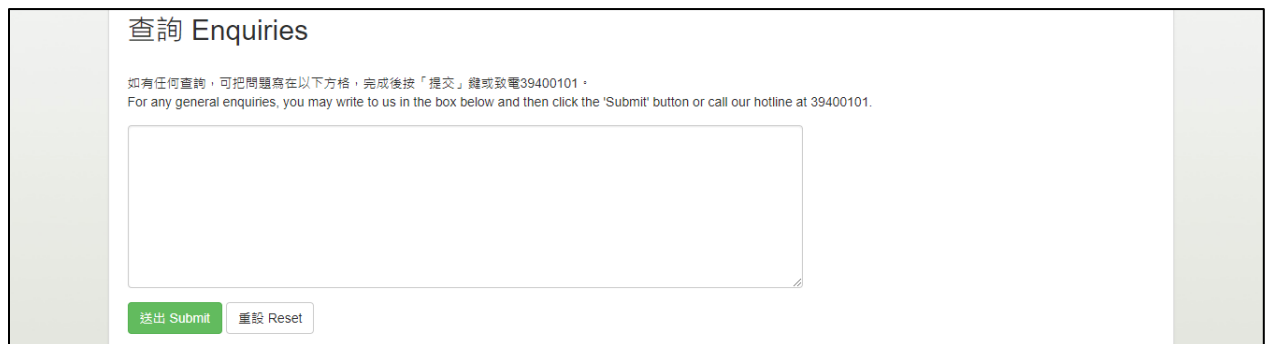 查詢 Enquiries
如有任何查詢，可把問題寫在以下方格，完成後按「提交」鍵或致電39400101。
For any general enquiries, you may write to us in the box below and then click the 'Submit' button or call our hotline at 39400101.
送出 Submit 重設 Reset